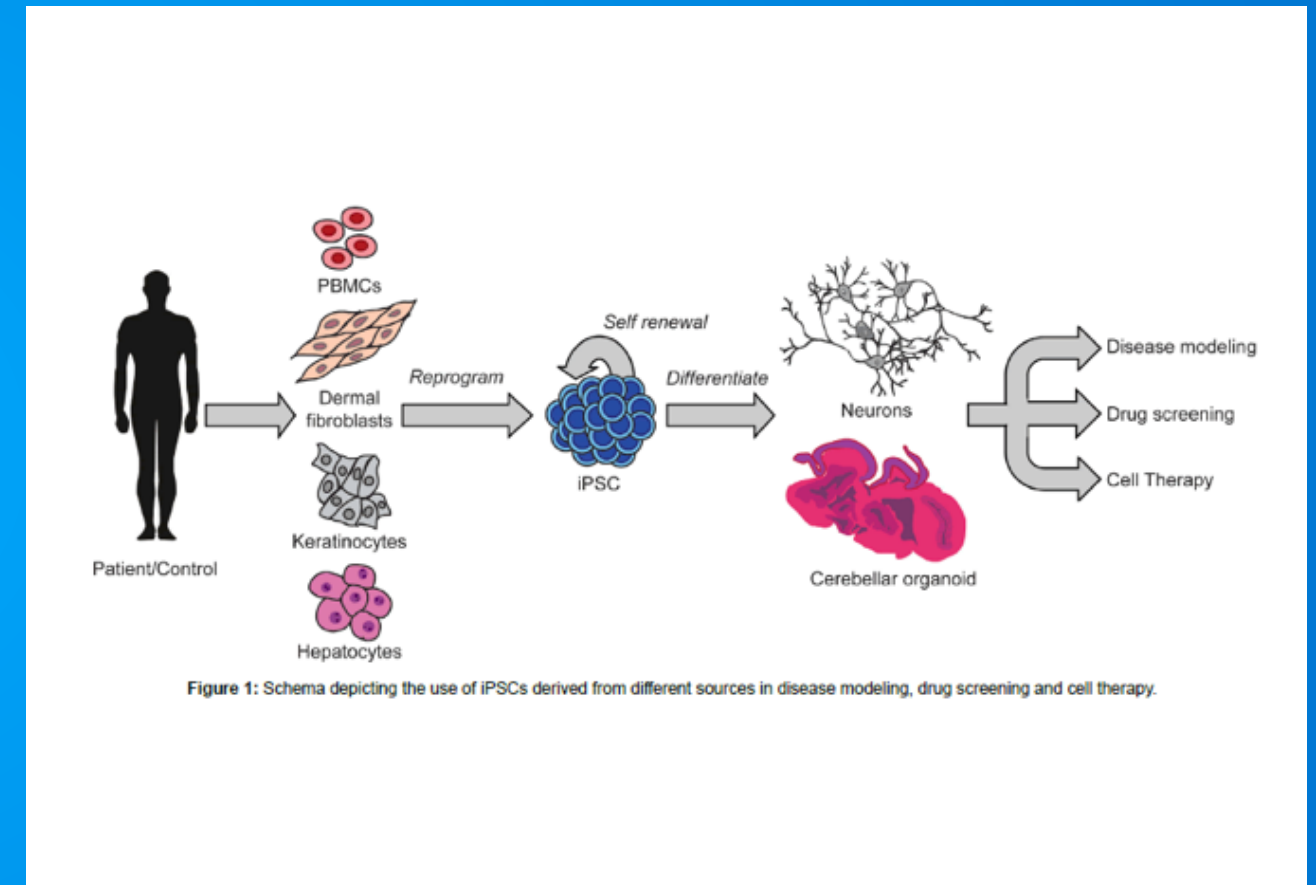 PBMCs
Dermal
fibroblasts
Keratinocytes
Hepatocytes
Patient/Control
Reprogram
Self renewal
iPSC
Differentiate
Neurons
Cerebellar organoid
Disease modeling
Drug screening
Cell Therapy
Figure 1: Schema depicting the use of iPSCs derived from different sources in disease modeling, drug screening and cell therapy.